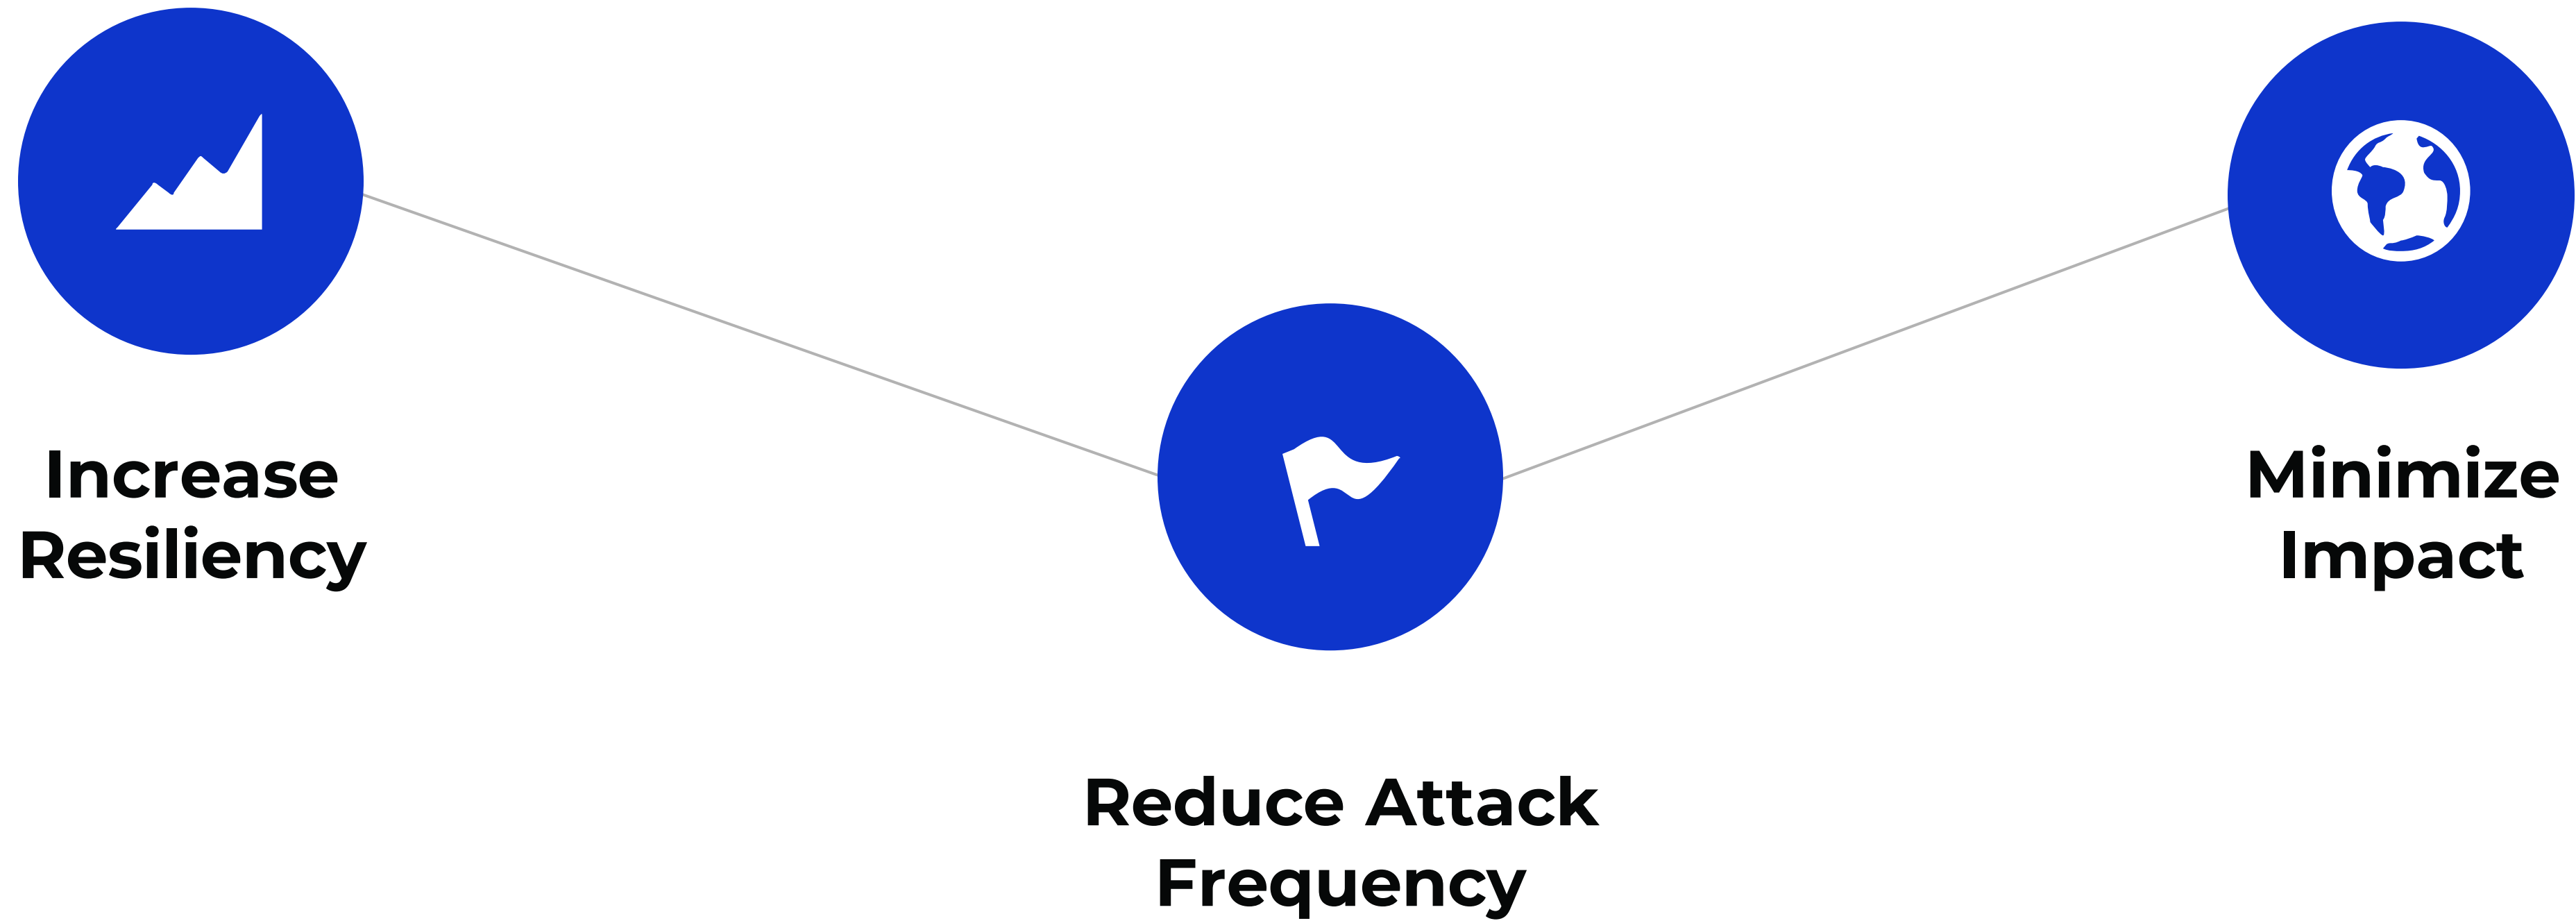 Increase
Resiliency
Reduce Attack
Frequency
Minimize
Impact